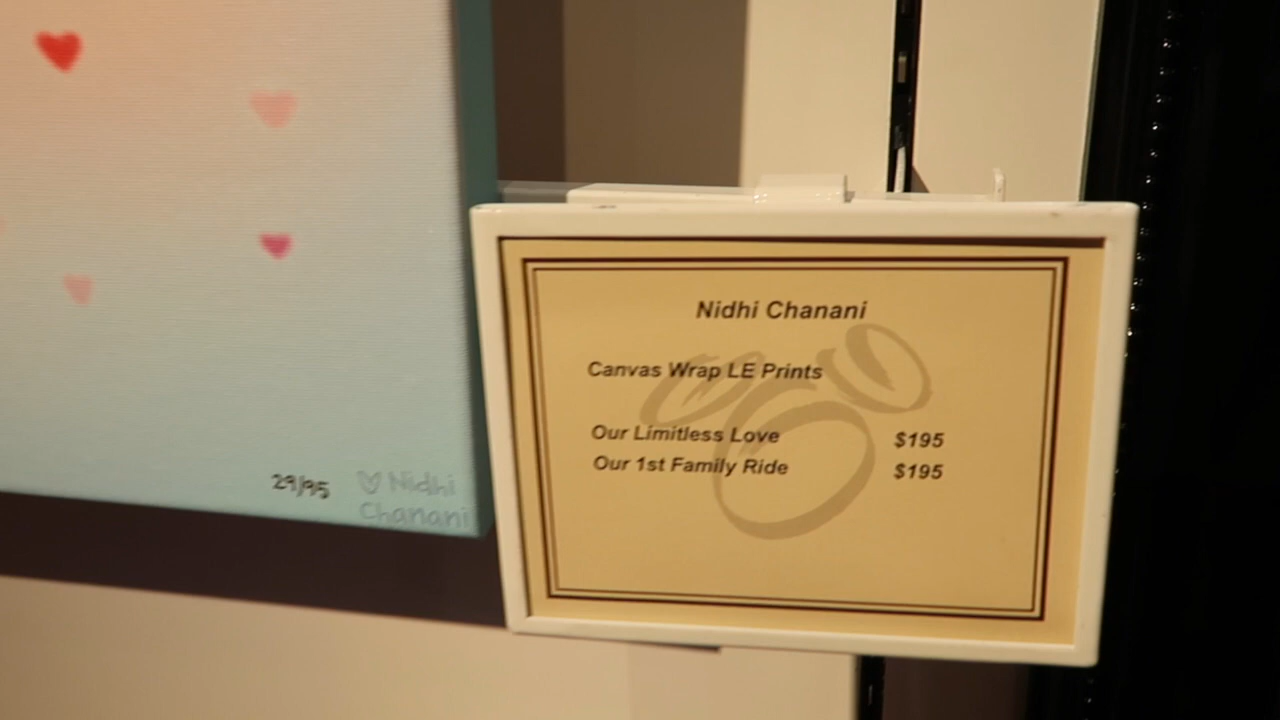 Nidhi Chanani
Canvas Wrap LE Prints
Our Limitless Love $195
Our 1st Family Ride $195
29/95 Nidhi
Chanani